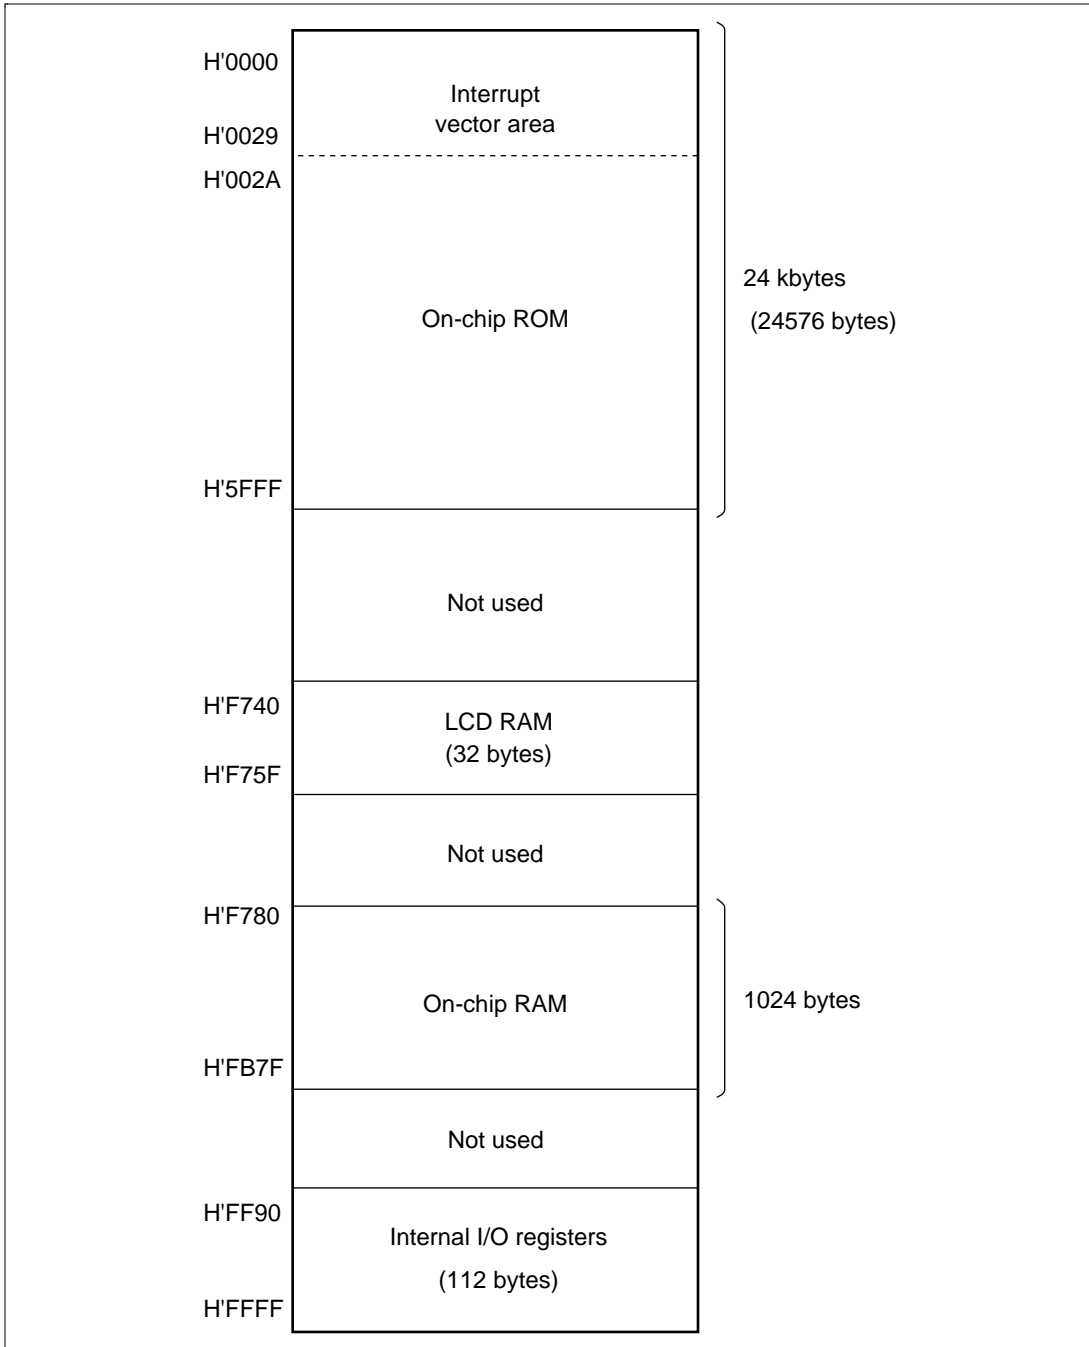 H'0000
Interrupt
vector area
H'0029
H'002A
24 kbytes
On-chip ROM
(24576 bytes)
H'5FFF
Not used
H'F740
LCD RAM
(32 bytes)
H'F75F
Not used
H'F780
On-chip RAM
1024 bytes
H'FB7F
Not used
H'FF90
Internal I/O registers
(112 bytes)
H'FFFF